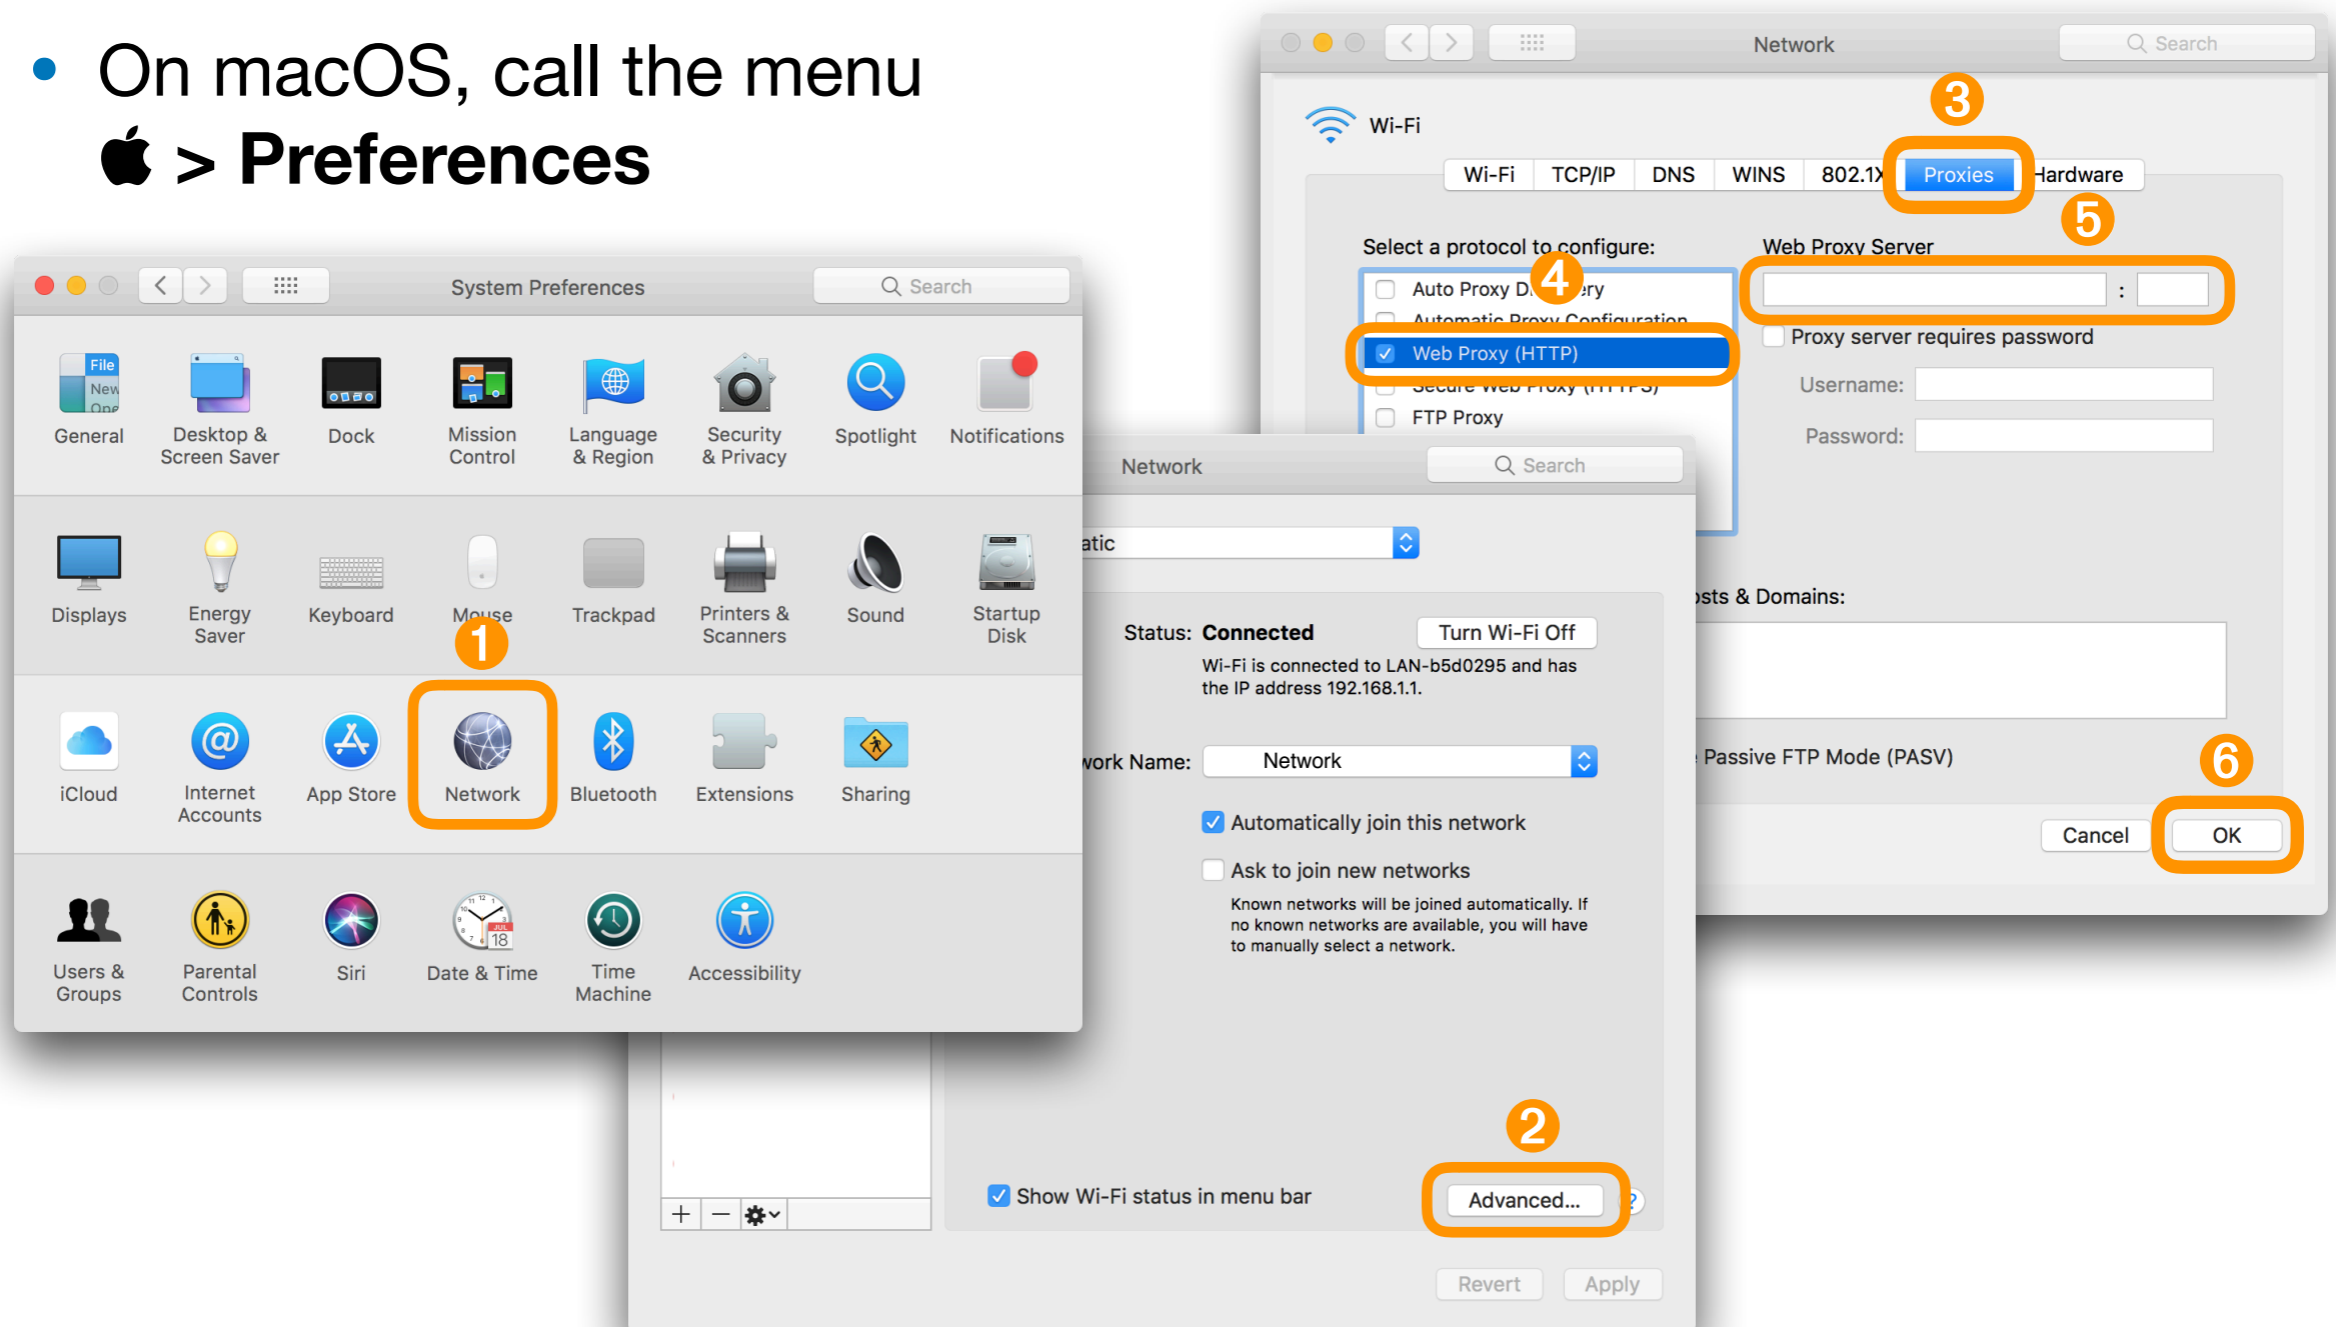 • On macOS, call the menu
 > Preferences
System Preferences
Search
File
New
General
Desktop &
Screen Saver
Dock
Mission
Control
Language
& Region
Security
& Privacy
Spotlight
Notifications
Displays
Energy
Saver
Keyboard
Mouse
Trackpad
Printers &
Scanners
Sound
Startup
Disk
1
iCloud
@
Internet
Accounts
App Store
Network
Bluetooth
Extensions
Sharing
Users &
Groups
Parental
Controls
Siri
JUL
18
Date & Time
Time
Machine
Accessibility
Network
Search
atic
Status: Connected
Turn Wi-Fi Off
Wi-Fi is connected to LAN-b5d0295 and has
the IP address 192.168.1.1.
work Name:
Network
Automatically join this network
Ask to join new networks
Known networks will be joined automatically. If
no known networks are available, you will have
to manually select a network.
2
Show Wi-Fi status in menu bar
Advanced...
?
Revert
Apply
Network
Search
3
Wi-Fi
Wi-Fi
TCP/IP
DNS
WINS
802.1X
Proxies
Hardware
5
Select a protocol to configure:
4
Auto Proxy D ery
Automatic Proxy Configuration
Web Proxy (HTTP)
Secure Web Proxy (HTTPS)
FTP Proxy
Web Proxy Server
:
Proxy server requires password
Username:
Password:
osts & Domains:
Passive FTP Mode (PASV)
6
Cancel
OK